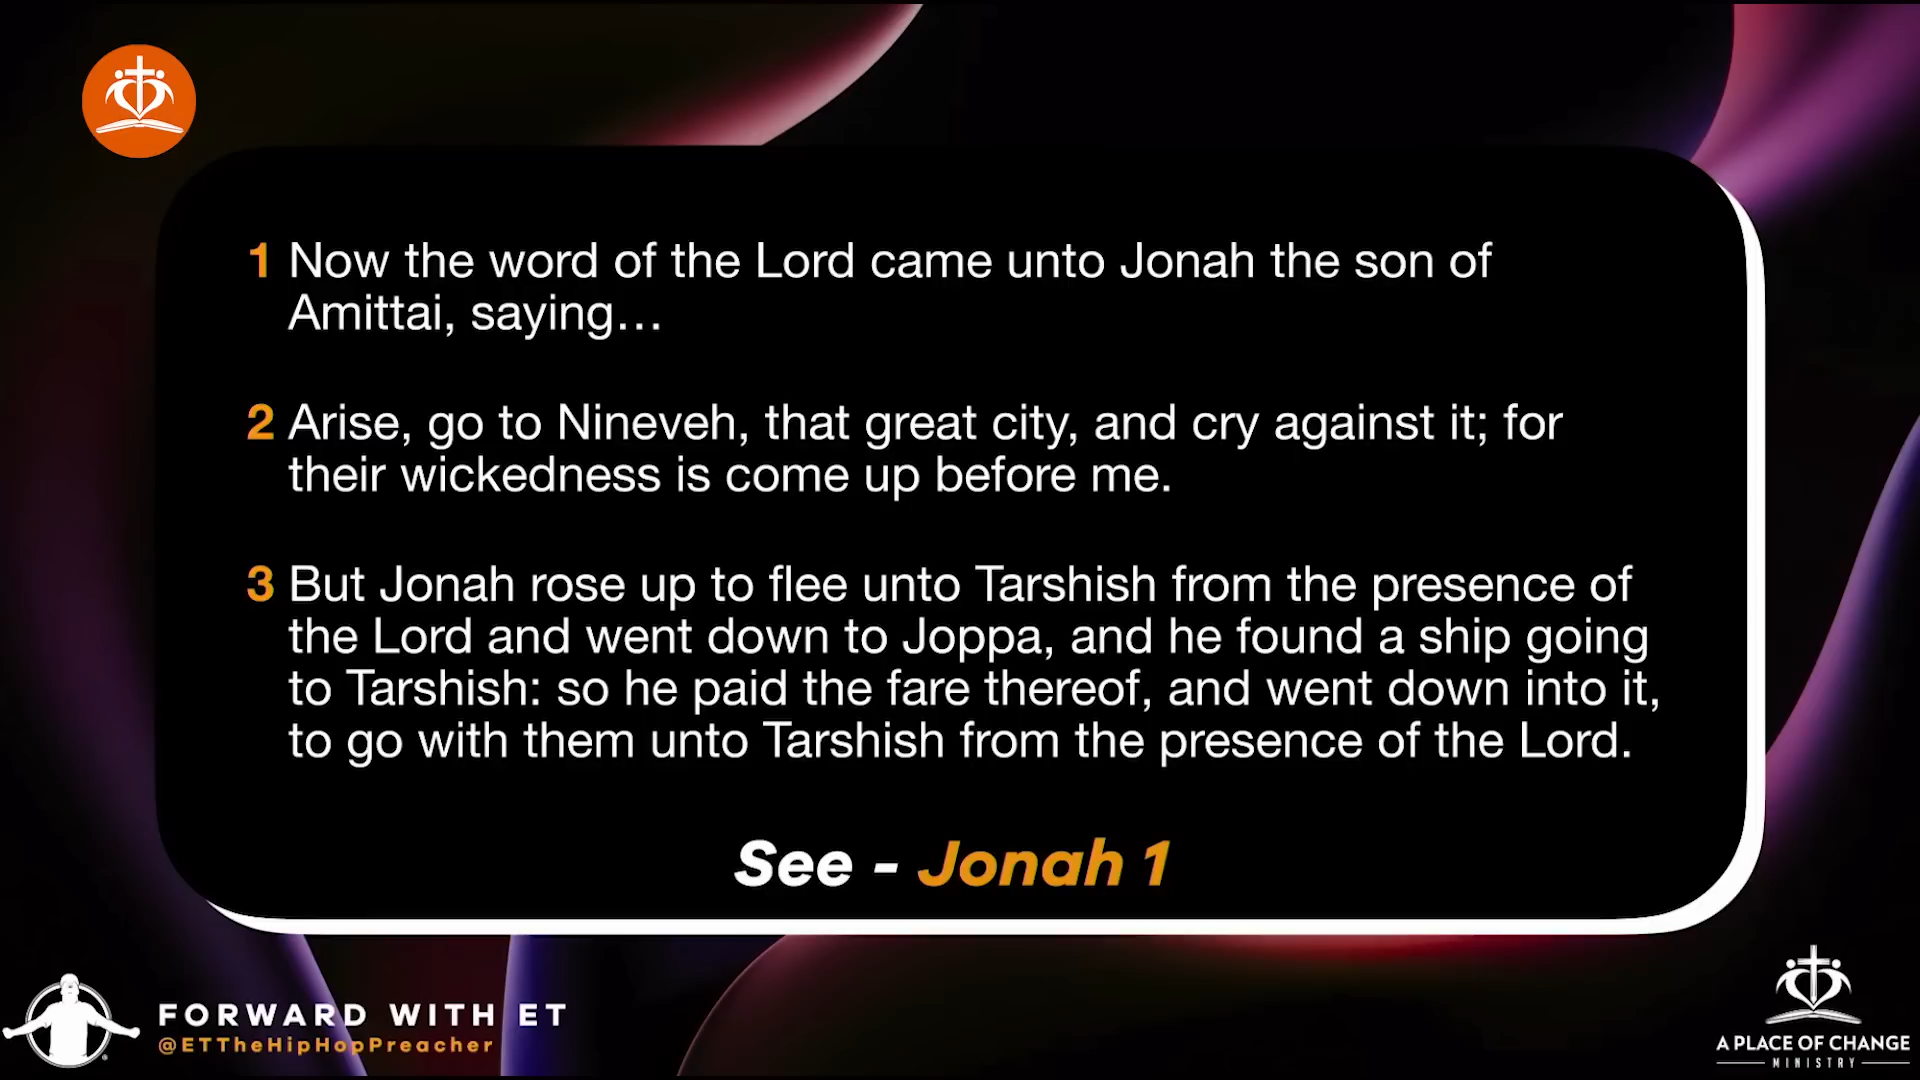 1 Now the word of the Lord came unto Jonah the son of
Amittai, saying…
2 Arise, go to Nineveh, that great city, and cry against it; for
their wickedness is come up before me.
3 But Jonah rose up to flee unto Tarshish from the presence of
the Lord and went down to Joppa, and he found a ship going
to Tarshish: so he paid the fare thereof, and went down into it,
to go with them unto Tarshish from the presence of the Lord.
See - Jonah 1
FORWARD WITH ET
@ETTheHipHopPreacher
A PLACE OF CHANGE
MINISTRY